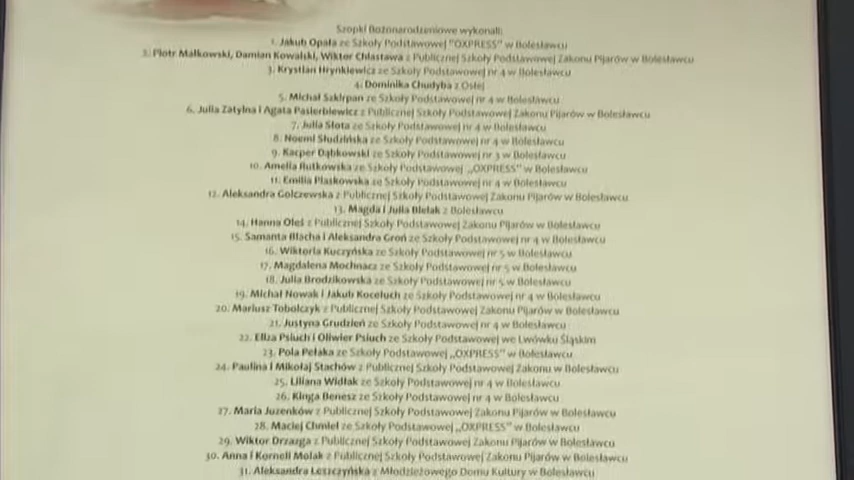 Szopki Bożonarodzeniowe wykonali:
1. Jakub Opała ze Szkoły Podstawowej "OXPRESS" w Bolesławcu
2. Piotr Małkowski, Damian Kowalski, Wiktor Chlastawa z Publicznej Szkoły Podstawowej Zakonu Pijarów w Bolesławcu
3. Krystian Hrynkiewicz ze Szkoły Podstawowej nr 4 w Bolesławcu
4. Dominika Chudyba z Osłej
5. Michał Szkirpan ze Szkoły Podstawowej nr 4 w Bolesławcu
6. Julia Zatylna i Agata Pasierbiewicz z Publicznej Szkoły Podstawowej Zakonu Pijarów w Bolesławcu
7. Julia Słota ze Szkoły Podstawowej nr 4 w Bolesławcu
8. Noemi Słudzińska ze Szkoły Podstawowej nr 4 w Bolesławcu
9. Kacper Dąbkowski ze Szkoły Podstawowej nr 3 w Bolesławcu
10. Amelia Rutkowska ze Szkoły Podstawowej „OXPRESS" w Bolesławcu
11. Emilia Płaskowska ze Szkoły Podstawowej nr 4 w Bolesławcu
12. Aleksandra Golczewska z Publicznej Szkoły Podstawowej Zakonu Pijarów w Bolesławcu
13. Magda i Julia Bielak z Bolesławcu
14. Hanna Oleś z Publicznej Szkoły Podstawowej Zakonu Pijarów w Bolesławcu
15. Samanta Błacha i Aleksandra Groń ze Szkoły Podstawowej nr 4 w Bolesławcu
16. Wiktoria Kuczyńska ze Szkoły Podstawowej nr 5 w Bolesławcu
17. Magdalena Mochnacz ze Szkoły Podstawowej nr 5 w Bolesławcu
18. Julia Brodzikowska ze Szkoły Podstawowej nr 5 w Bolesławcu
19. Michał Nowak i Jakub Koceluch ze Szkoły Podstawowej nr 4 w Bolesławcu
20. Mariusz Tobolczyk z Publicznej Szkoły Podstawowej Zakonu Pijarów w Bolesławcu
21. Justyna Grudzień ze Szkoły Podstawowej nr 4 w Bolesławcu
22. Eliza Psiuch i Oliwier Psiuch ze Szkoły Podstawowej we Lwówku Śląskim
23. Pola Pełaka ze Szkoły Podstawowej „OXPRESS" w Bolesławcu
24. Paulina i Mikołaj Stachów z Publicznej Szkoły Podstawowej Zakonu w Bolesławcu
25. Liliana Widłak ze Szkoły Podstawowej nr 4 w Bolesławcu
26. Kinga Benesz ze Szkoły Podstawowej nr 4 w Bolesławcu
27. Maria Juzenków z Publicznej Szkoły Podstawowej Zakonu Pijarów w Bolesławcu
28. Maciej Chmiel ze Szkoły Podstawowej „OXPRESS" w Bolesławcu
29. Wiktor Drzazga z Publicznej Szkoły Podstawowej Zakonu Pijarów w Bolesławcu
30. Anna i Korneli Molak z Publicznej Szkoły Podstawowej Zakonu Pijarów w Bolesławcu
31. Aleksandra Leszczyńska z Młodzieżowego Domu Kultury w Bolesławcu